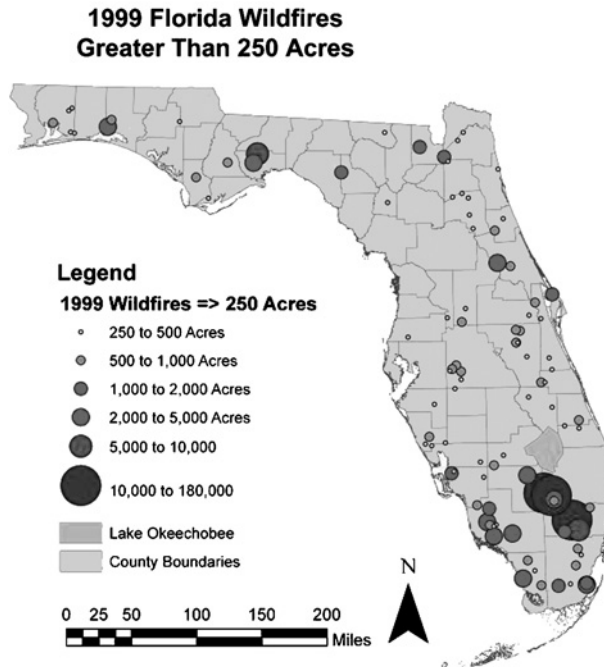 1999 Florida Wildfires
Greater Than 250 Acres
Legend
1999 Wildfires => 250 Acres
250 to 500 Acres
500 to 1,000 Acres
1,000 to 2,000 Acres
2,000 to 5,000 Acres
5,000 to 10,000
10,000 to 180,000
Lake Okeechobee
County Boundaries
N
0 25 50 100 150 200
Miles